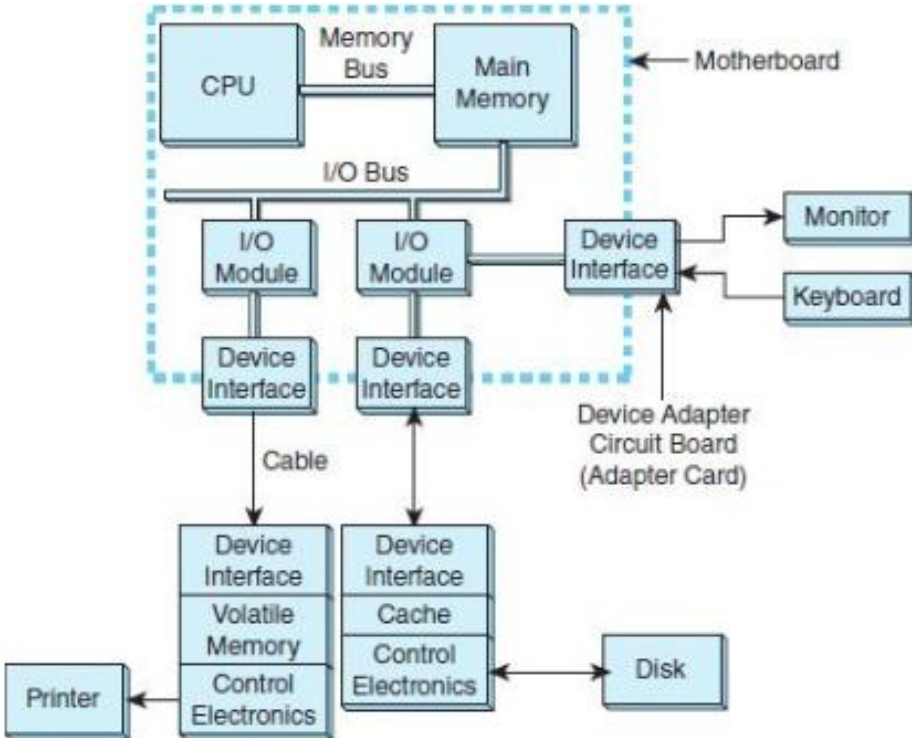 CPU
Memory
Bus
Main
Memory
Motherboard
I/O Bus
I/O
Module
I/O
Module
Device
Interface
Monitor
Keyboard
Device
Interface
Device
Interface
Device Adapter
Circuit Board
(Adapter Card)
Cable
Device
Interface
Volatile
Memory
Control
Electronics
Device
Interface
Cache
Control
Electronics
Printer
Disk